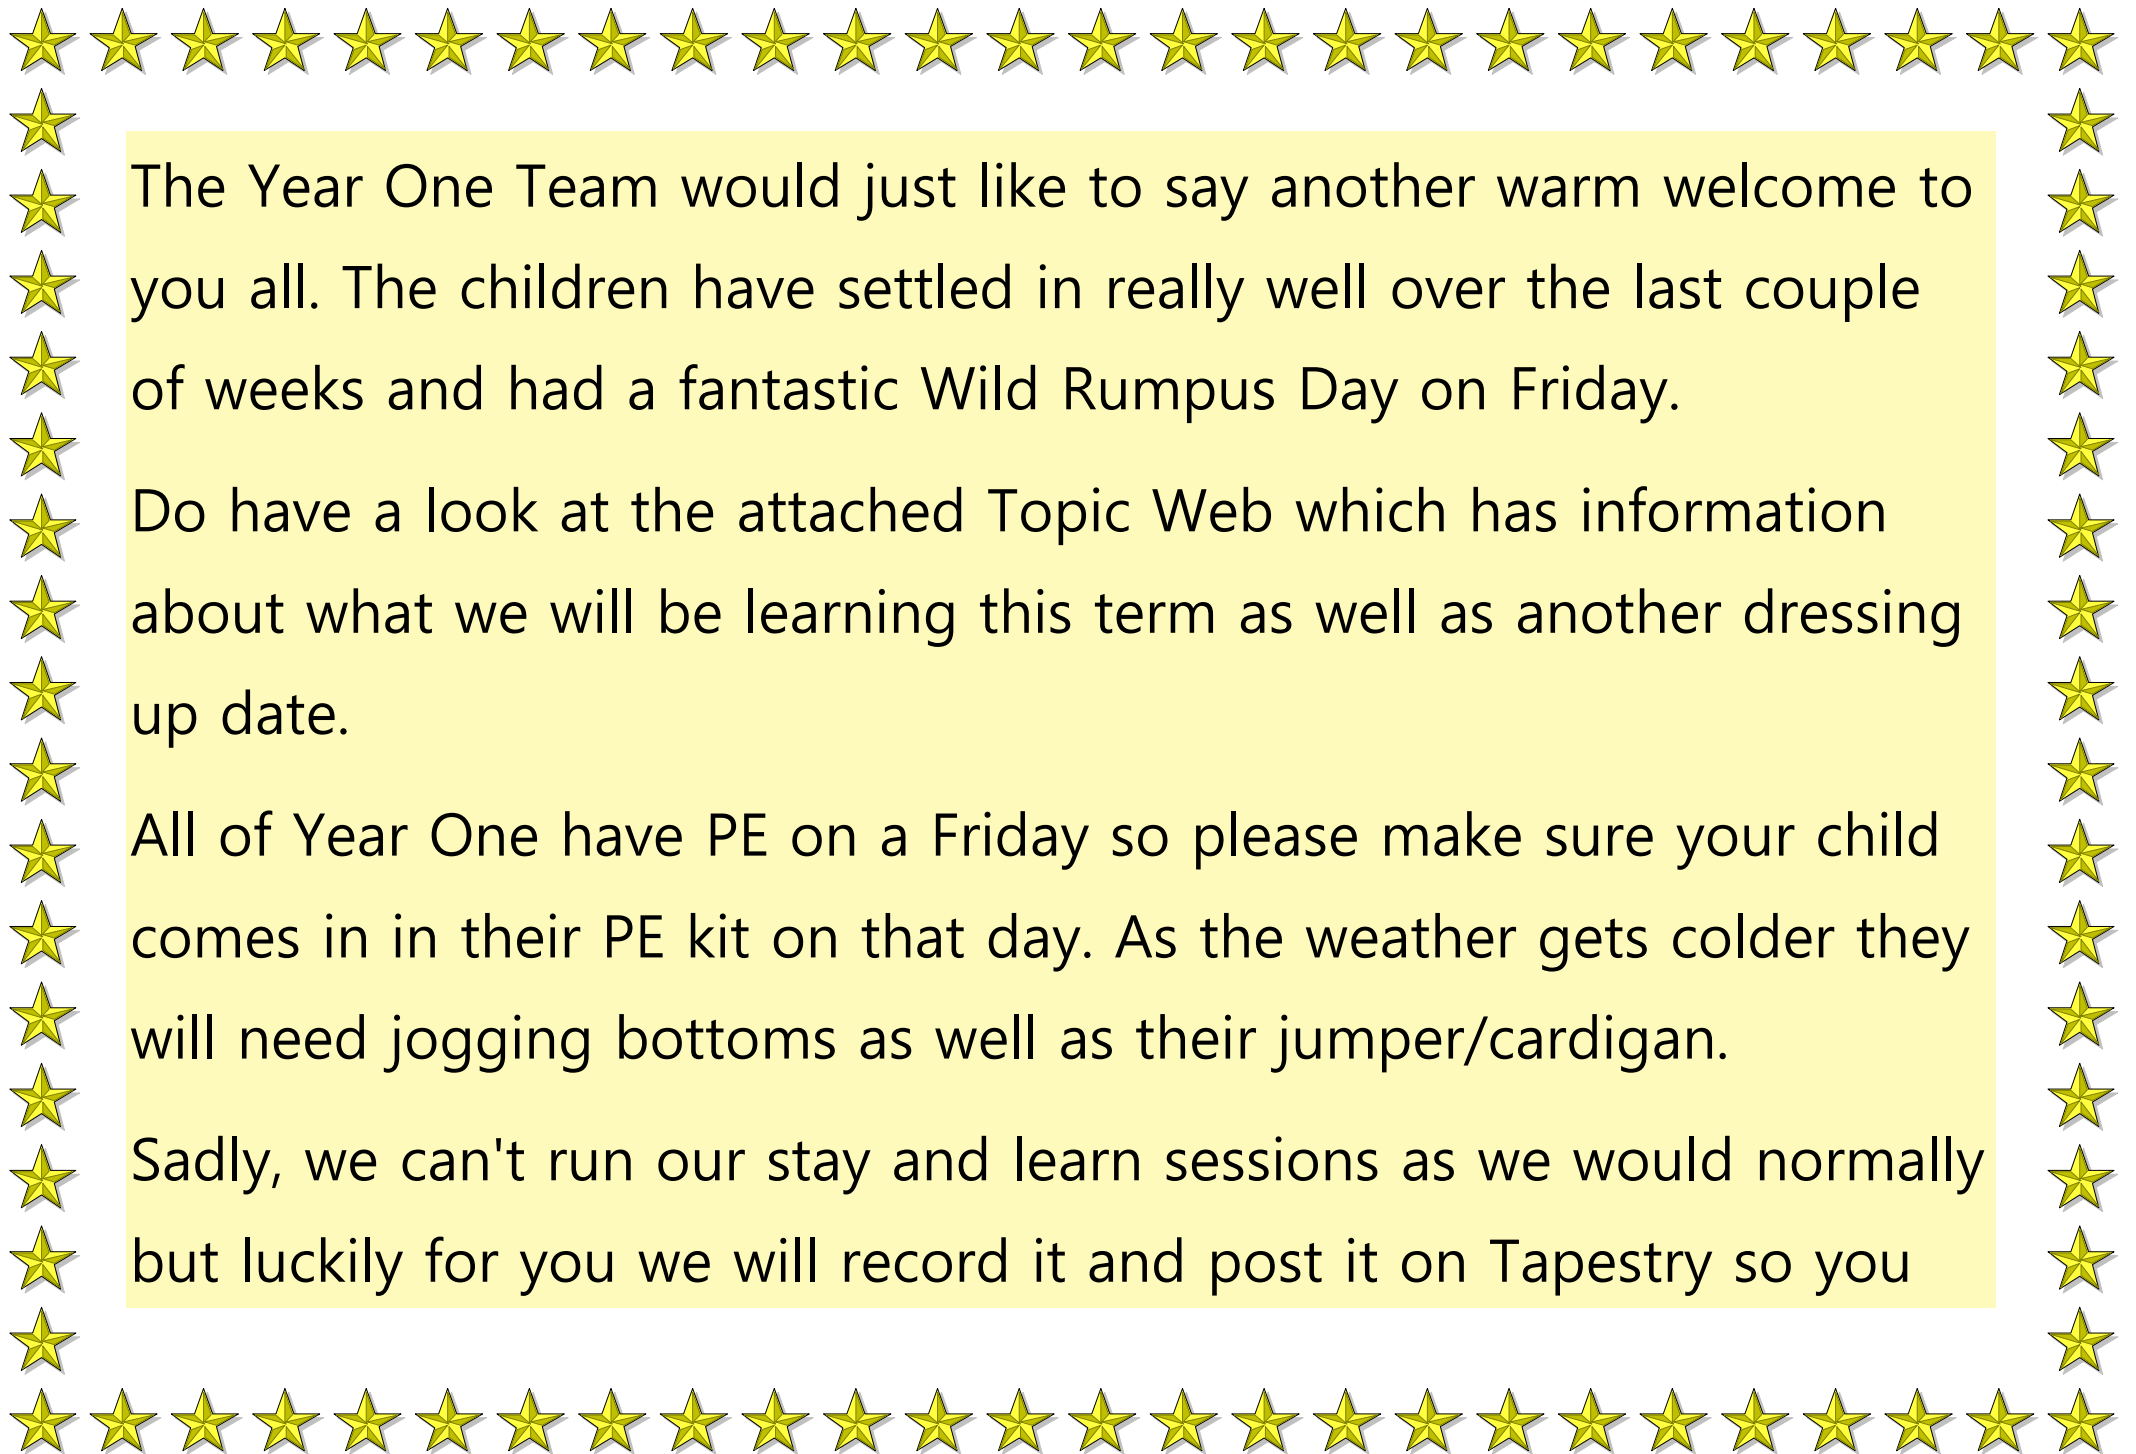 The Year One Team would just like to say another warm welcome to
you all. The children have settled in really well over the last couple
of weeks and had a fantastic Wild Rumpus Day on Friday.
Do have a look at the attached Topic Web which has information
about what we will be learning this term as well as another dressing
up date.
All of Year One have PE on a Friday so please make sure your child
comes in in their PE kit on that day. As the weather gets colder they
will need jogging bottoms as well as their jumper/cardigan.
Sadly, we can't run our stay and learn sessions as we would normally
but luckily for you we will record it and post it on Tapestry so you